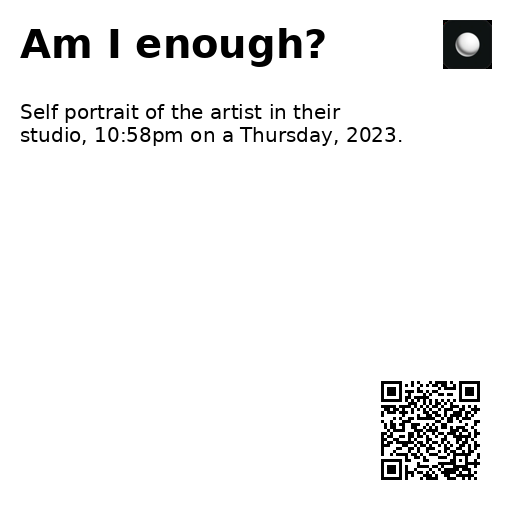 Am I enough?
Self portrait of the artist in their
studio, 10:58pm on a Thursday, 2023.